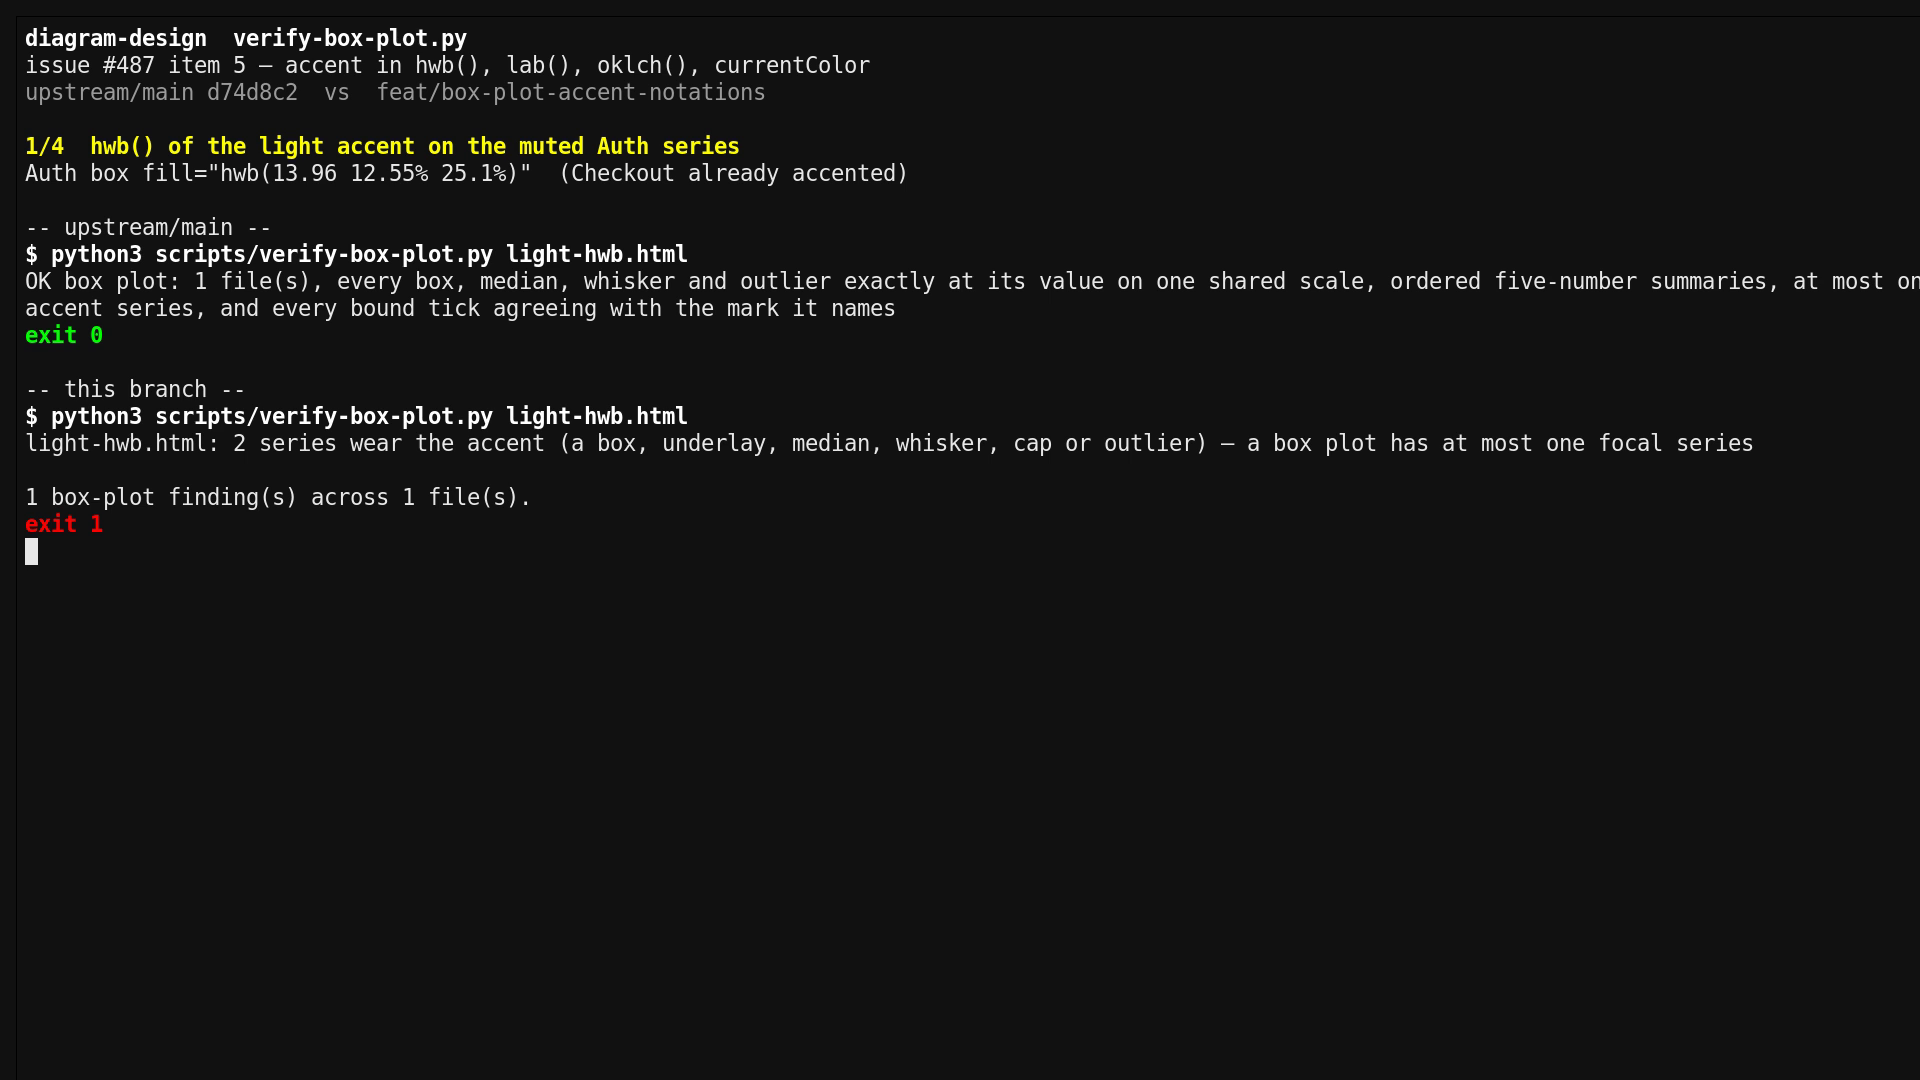 diagram-design  verify-box-plot.py
issue #487 item 5 — accent in hwb(), lab(), oklch(), currentColor
upstream/main d74d8c2  vs  feat/box-plot-accent-notations
1/4  hwb() of the light accent on the muted Auth series
Auth box fill="hwb(13.96 12.55% 25.1%)"  (Checkout already accented)
-- upstream/main --
$ python3 scripts/verify-box-plot.py light-hwb.html
OK box plot: 1 file(s), every box, median, whisker and outlier exactly at its value on one shared scale, ordered five-number summaries, at most on
accent series, and every bound tick agreeing with the mark it names
exit 0
-- this branch --
$ python3 scripts/verify-box-plot.py light-hwb.html
light-hwb.html: 2 series wear the accent (a box, underlay, median, whisker, cap or outlier) — a box plot has at most one focal series
1 box-plot finding(s) across 1 file(s).
exit 1